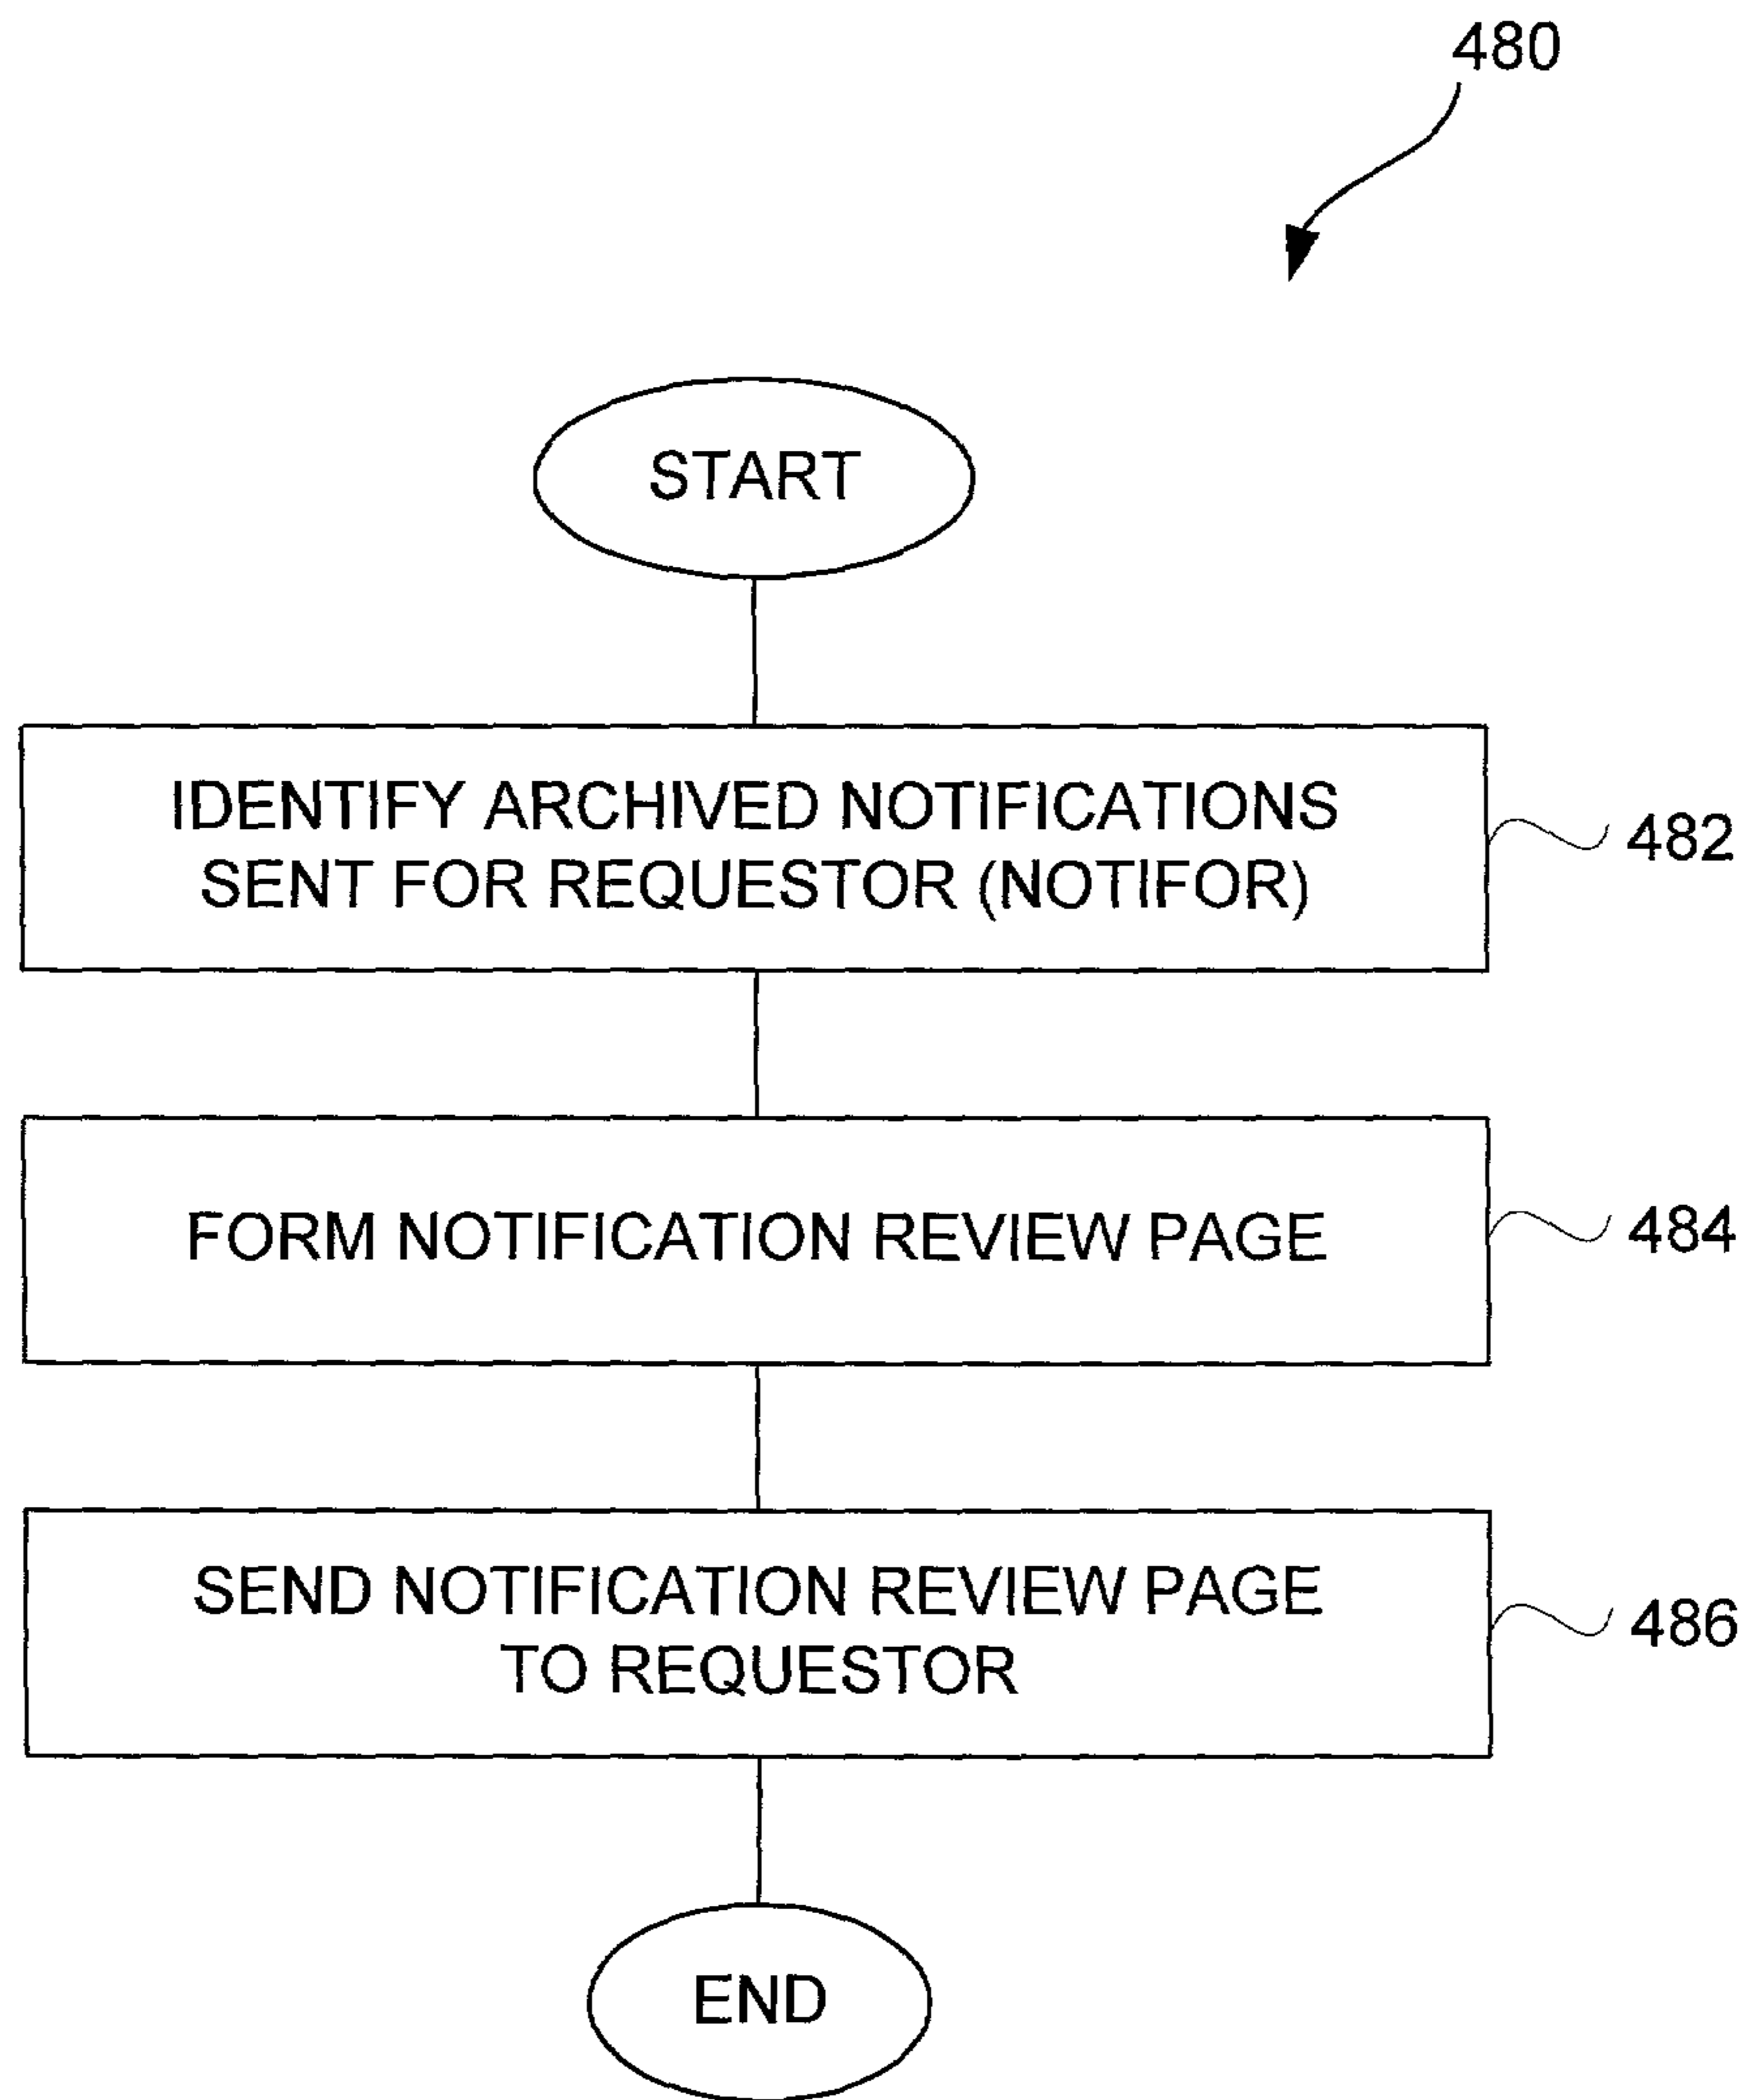 480
START
IDENTIFY ARCHIVED NOTIFICATIONS
SENT FOR REQUESTOR (NOTIFOR)
482
FORM NOTIFICATION REVIEW PAGE
484
SEND NOTIFICATION REVIEW PAGE
TO REQUESTOR
486
END